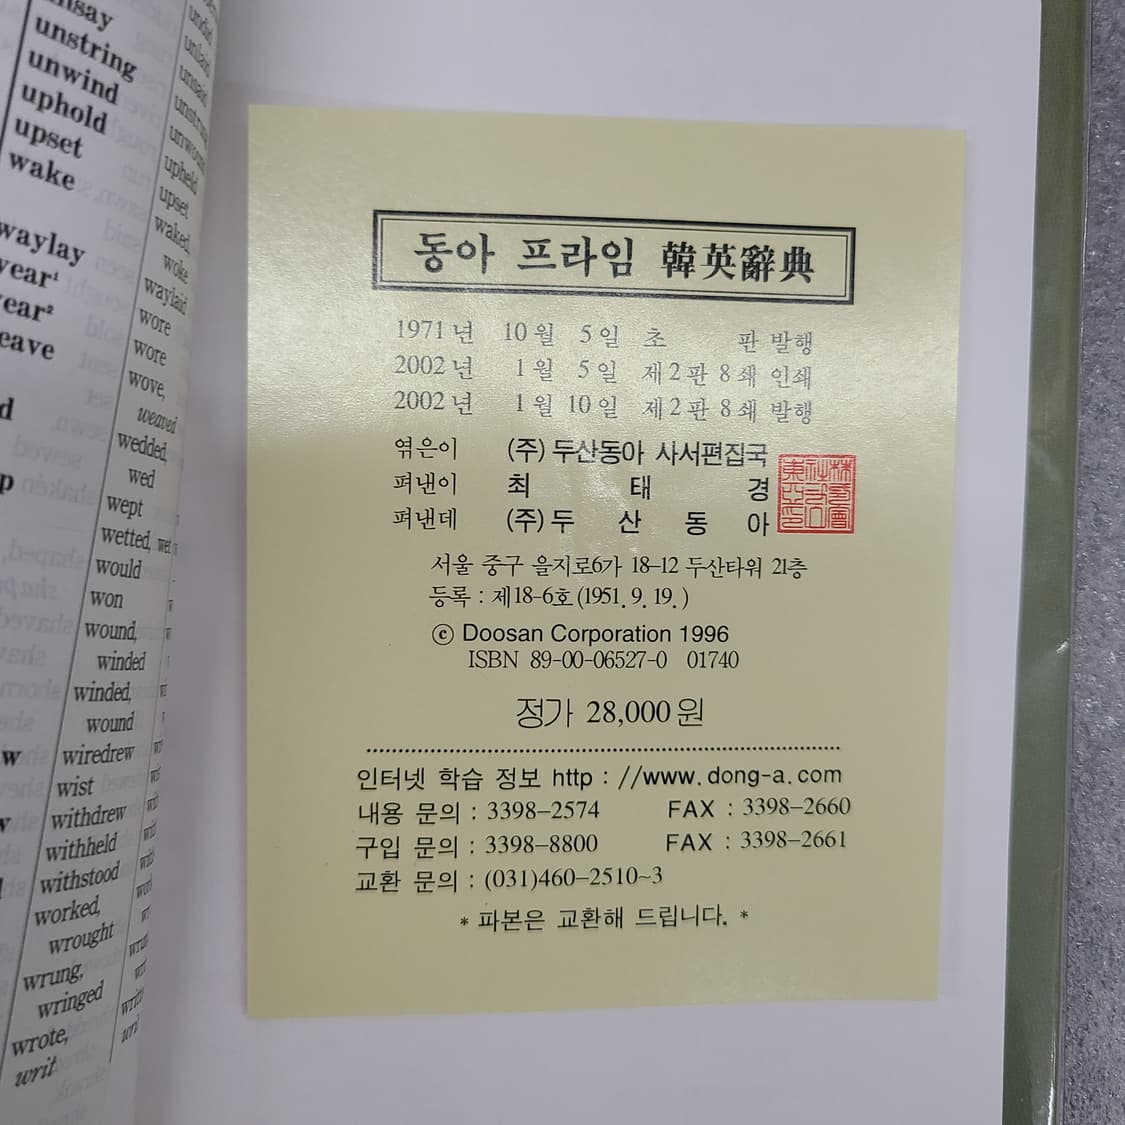 unstring
unwind
uphold
upset
wake
waylay
unsaid
upheld
upset
waked,
woke
waylaid
wore
wore
wove,
weaved
wedded,
wed
wept
wetted, wet
would
won
wound,
winded
winded,
wound
wiredrew
wist
withdrew
withheld
withstood
worked,
wrought
wrung,
wringed
wrote,
writ
동아 프라임 韓英辭典
1971년 10월 5일 초 판 발행
2002년 1월 5일 제2판 8쇄 인쇄
2002년 1월 10일 제2판 8쇄 발행
엮은이 (주)두산동아 사서편집국
펴낸이 최 태 경
펴낸데 (주)두 산 동 아
서울 중구 을지로6가 18-12 두산타워 21층
등록 : 제18-6호(1951. 9. 19.)
ⓒ Doosan Corporation 1996
ISBN 89-00-06527-0 01740
정가 28,000원
인터넷 학습 정보 http : //www. dong-a. com
내용 문의 : 3398-2574 FAX : 3398-2660
구입 문의 : 3398-8800 FAX : 3398-2661
교환 문의 : (031)460-2510~3
* 파본은 교환해 드립니다. *